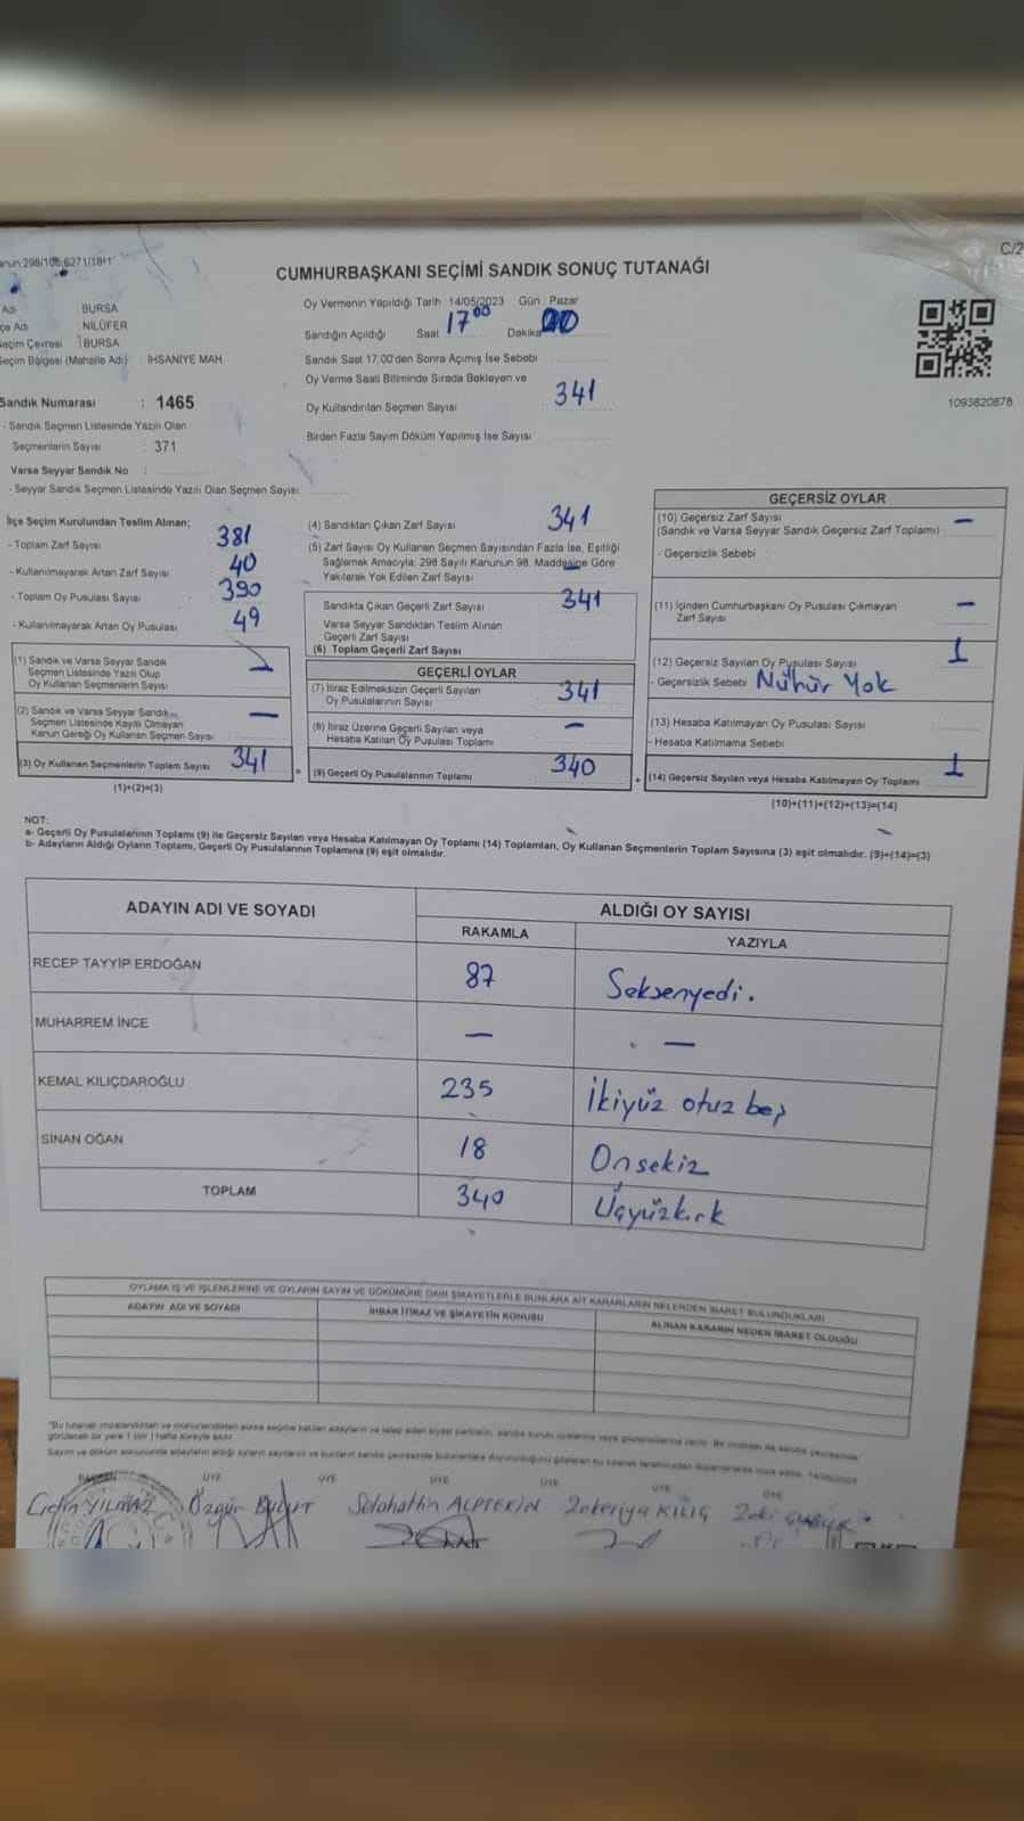 C/2
CUMHURBAŞKANI SEÇİMİ SANDIK SONUÇ TUTANAĞI
Adı BURSA
çe Adı NİLÜFER
Seçim Çevresi BURSA
Seçim Bölgesi (Mahalle Adı) İHSANİYE MAH
Sandık Numarası : 1465
- Sandık Seçmen Listesinde Yazılı Olan
Seçmenlerin Sayısı : 371
Varsa Seyyar Sandık No :
- Seyyar Sandık Seçmen Listesinde Yazılı Olan Seçmen Sayısı
Oy Vermenin Yapıldığı Tarih 14/05/2023 Gün : Pazar
Sandığın Açıldığı Saat 17 00 Dakika 00
Sandık Saat 17:00'den Sonra Açımış İse Sebebi
Oy Verme Saati Bitiminde Sırada Bekleyen ve
Oy Kullandırılan Seçmen Sayısı 341
Birden Fazla Sayım Döküm Yapılmış İse Sayısı
1093820878
İlçe Seçim Kurulundan Teslim Alınan;
- Toplam Zarf Sayısı 381
- Kullanılmayarak Artan Zarf Sayısı 40
- Toplam Oy Pusulası Sayısı 390
- Kullanılmayarak Artan Oy Pusulası 49
(1) Sandık ve Varsa Seyyar Sandık
Seçmen Listesinde Yazılı Olup
Oy Kullanan Seçmenlerin Sayısı
(2) Sandık ve Varsa Seyyar Sandık
Seçmen Listesinde Kayıtlı Olmayan
Kanun Gereği Oy Kullanan Seçmen Sayısı —
(3) Oy Kullanan Seçmenlerin Toplam Sayısı 341
(1)+(2)=(3)
(4) Sandıktan Çıkan Zarf Sayısı 341
(5) Zarf Sayısı Oy Kullanan Seçmen Sayısından Fazla İse, Eşitliği
Sağlamak Amacıyla, 298 Sayılı Kanunun 98. Maddesine Göre
Yakılarak Yok Edilen Zarf Sayısı —
Sandıkta Çıkan Geçerli Zarf Sayısı 341
Varsa Seyyar Sandıktan Teslim Alınan
Geçerli Zarf Sayısı
(6) Toplam Geçerli Zarf Sayısı
GEÇERLİ OYLAR
(7) İtiraz Edilmeksizin Geçerli Sayılan
Oy Pusulalarının Sayısı 341
(8) İtiraz Üzerine Geçerli Sayılan veya
Hesaba Katılan Oy Pusulası Toplamı —
(9) Geçerli Oy Pusulalarının Toplamı 340
GEÇERSİZ OYLAR
(10) Geçersiz Zarf Sayısı —
(Sandık ve Varsa Seyyar Sandık Geçersiz Zarf Toplamı)
- Geçersizlik Sebebi
(11) İçinden Cumhurbaşkanı Oy Pusulası Çıkmayan
Zarf Sayısı —
(12) Geçersiz Sayılan Oy Pusulası Sayısı 1
- Geçersizlik Sebebi Mühür Yok
(13) Hesaba Katılmayan Oy Pusulası Sayısı
- Hesaba Katılmama Sebebi
(14) Geçersiz Sayılan veya Hesaba Katılmayan Oy Toplamı 1
(10)+(11)+(12)+(13)=(14)
NOT:
a- Geçerli Oy Pusulalarının Toplamı (9) ile Geçersiz Sayılan veya Hesaba Katılmayan Oy Toplamı (14) Toplamları, Oy Kullanan Seçmenlerin Toplam Sayısına (3) eşit olmalıdır. (9)+(14)=(3)
b- Adayların Aldığı Oyların Toplamı, Geçerli Oy Pusulalarının Toplamına (9) eşit olmalıdır.
ADAYIN ADI VE SOYADI ALDIĞI OY SAYISI
RAKAMLA YAZIYLA
RECEP TAYYİP ERDOĞAN 87 Seksenyedi.
MUHARREM İNCE — —
KEMAL KILIÇDAROĞLU 235 İkiyüz otuz beş
SİNAN OĞAN 18 Onsekiz
TOPLAM 340 Üçyüzkırk
OYLAMA İŞ VE İŞLEMLERİNE VE OYLARIN SAYIM VE DÖKÜMÜNE DAİR ŞİKAYETLERLE BUNLARA AİT KARARLARIN NELERDEN İBARET BULUNDUKLARI
ADAYIN ADI VE SOYADI İHBAR İTİRAZ VE ŞİKAYETİN KONUSU ALINAN KARARIN NEDEN İBARET OLDUĞU
ÜYE ÜYE ÜYE ÜYE ÜYE ÜYE
YILMAZ Özgür Bulut Selahattin ALPTEKİN Zekeriya KILIÇ Zeki